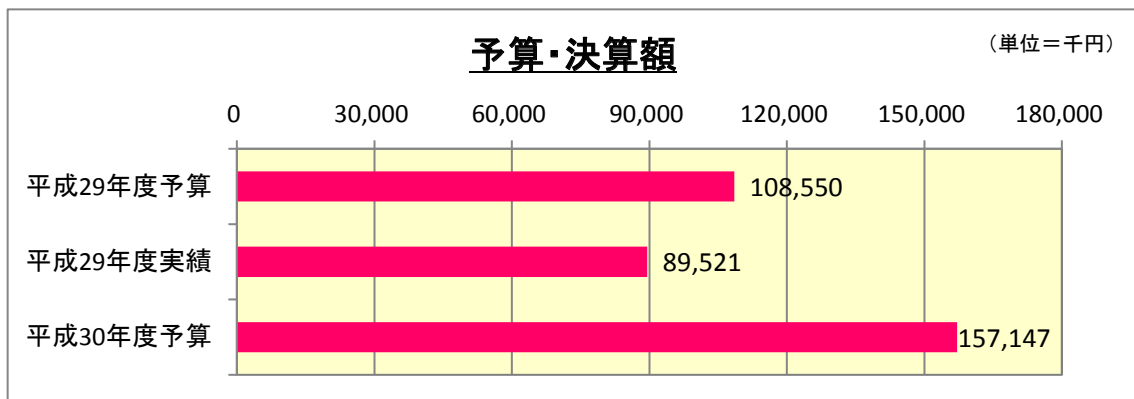 予算・決算額
（単位＝千円）
0 30,000 60,000 90,000 120,000 150,000 180,000
平成29年度予算 108,550
平成29年度実績 89,521
平成30年度予算 157,147